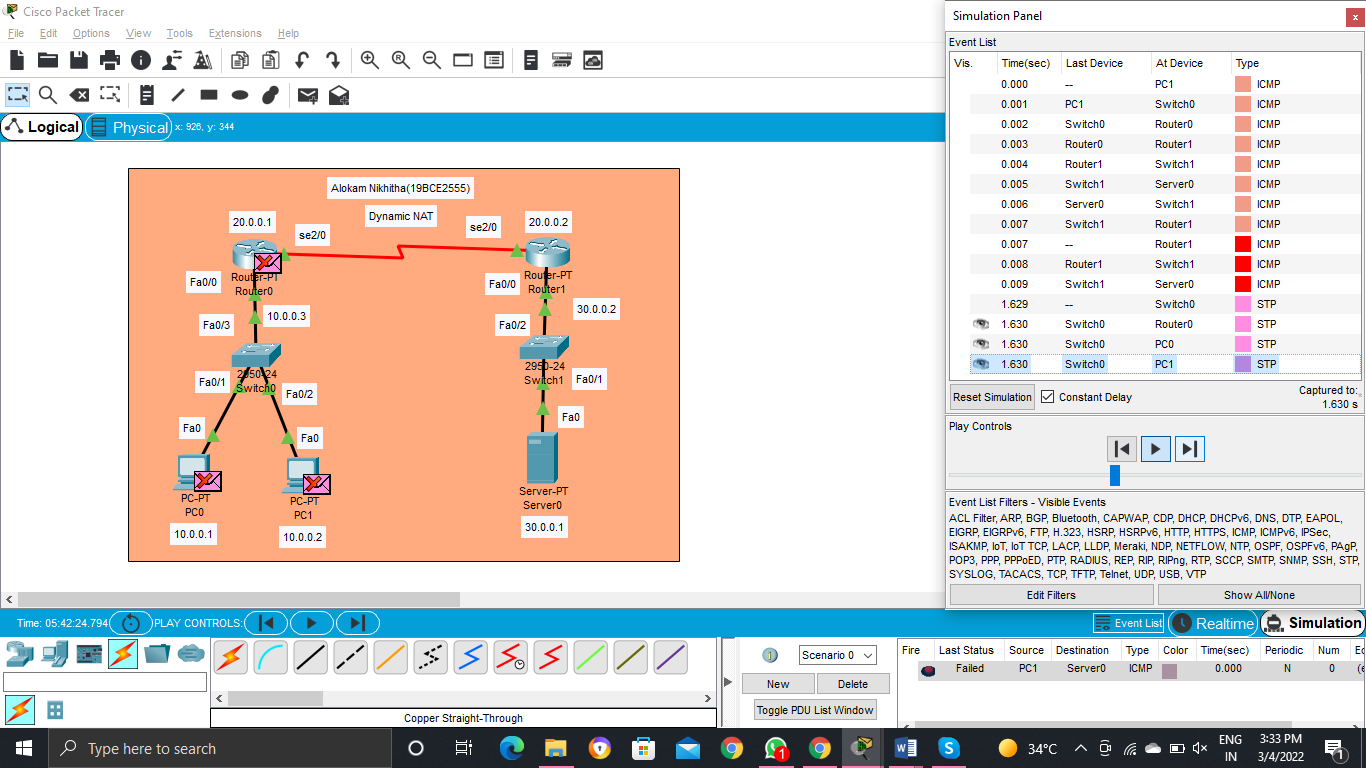 Cisco Packet Tracer
File Edit Options View Tools Extensions Help
Logical Physical x: 926, y: 344
Alokam Nikhitha(19BCE2555)
Dynamic NAT
20.0.0.1
se2/0
se2/0
20.0.0.2
Router-PT
Router0
Router-PT
Router1
Fa0/0
Fa0/0
10.0.0.3
30.0.0.2
Fa0/3
Fa0/2
2950-24
Switch0
2950-24
Switch1
Fa0/1
Fa0/2
Fa0/1
Fa0
Fa0
Fa0
PC-PT
PC0
PC-PT
PC1
Server-PT
Server0
10.0.0.1
10.0.0.2
30.0.0.1
Simulation Panel
Event List
Vis. Time(sec) Last Device At Device Type
0.000 -- PC1 ICMP
0.001 PC1 Switch0 ICMP
0.002 Switch0 Router0 ICMP
0.003 Router0 Router1 ICMP
0.004 Router1 Switch1 ICMP
0.005 Switch1 Server0 ICMP
0.006 Server0 Switch1 ICMP
0.007 Switch1 Router1 ICMP
0.007 -- Router1 ICMP
0.008 Router1 Switch1 ICMP
0.009 Switch1 Server0 ICMP
1.629 -- Switch0 STP
1.630 Switch0 Router0 STP
1.630 Switch0 PC0 STP
1.630 Switch0 PC1 STP
Reset Simulation Constant Delay Captured to:
1.630 s
Play Controls
Event List Filters - Visible Events
ACL Filter, ARP, BGP, Bluetooth, CAPWAP, CDP, DHCP, DHCPv6, DNS, DTP, EAPOL,
EIGRP, EIGRPv6, FTP, H.323, HSRP, HSRPv6, HTTP, HTTPS, ICMP, ICMPv6, IPSec,
ISAKMP, IoT, IoT TCP, LACP, LLDP, Meraki, NDP, NETFLOW, NTP, OSPF, OSPFv6, PAgP,
POP3, PPP, PPPoED, PTP, RADIUS, REP, RIP, RIPng, RTP, SCCP, SMTP, SNMP, SSH, STP,
SYSLOG, TACACS, TCP, TFTP, Telnet, UDP, USB, VTP
Edit Filters Show All/None
Time: 05:42:24.794 PLAY CONTROLS: Event List Realtime Simulation
Scenario 0
New Delete
Toggle PDU List Window
Fire Last Status Source Destination Type Color Time(sec) Periodic Num Ec
Failed PC1 Server0 ICMP 0.000 N 0 (e
Copper Straight-Through
Type here to search
1
34°C
ENG
IN
3:33 PM
3/4/2022
1